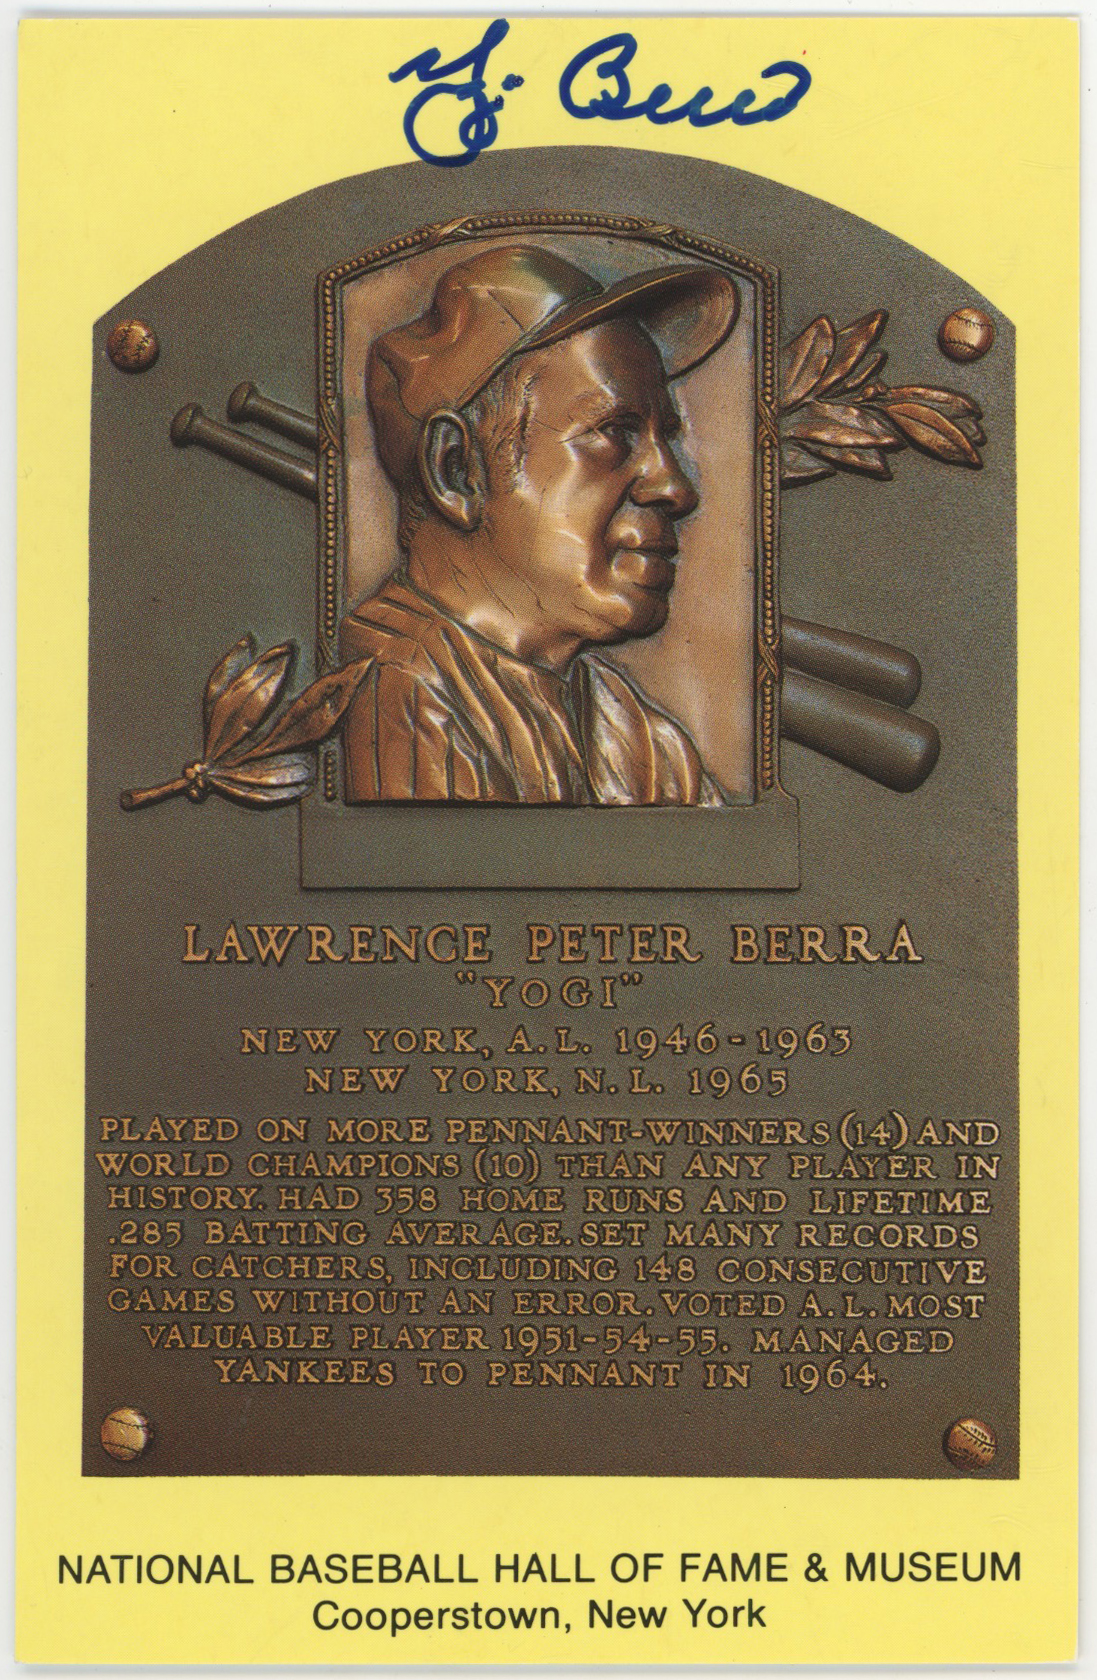 Yogi Berra
LAWRENCE PETER BERRA
"YOGI"
NEW YORK, A.L. 1946-1963
NEW YORK, N.L. 1965
PLAYED ON MORE PENNANT-WINNERS (14) AND
WORLD CHAMPIONS (10) THAN ANY PLAYER IN
HISTORY. HAD 358 HOME RUNS AND LIFETIME
.285 BATTING AVERAGE. SET MANY RECORDS
FOR CATCHERS, INCLUDING 148 CONSECUTIVE
GAMES WITHOUT AN ERROR. VOTED A.L. MOST
VALUABLE PLAYER 1951-54-55. MANAGED
YANKEES TO PENNANT IN 1964.
NATIONAL BASEBALL HALL OF FAME & MUSEUM
Cooperstown, New York